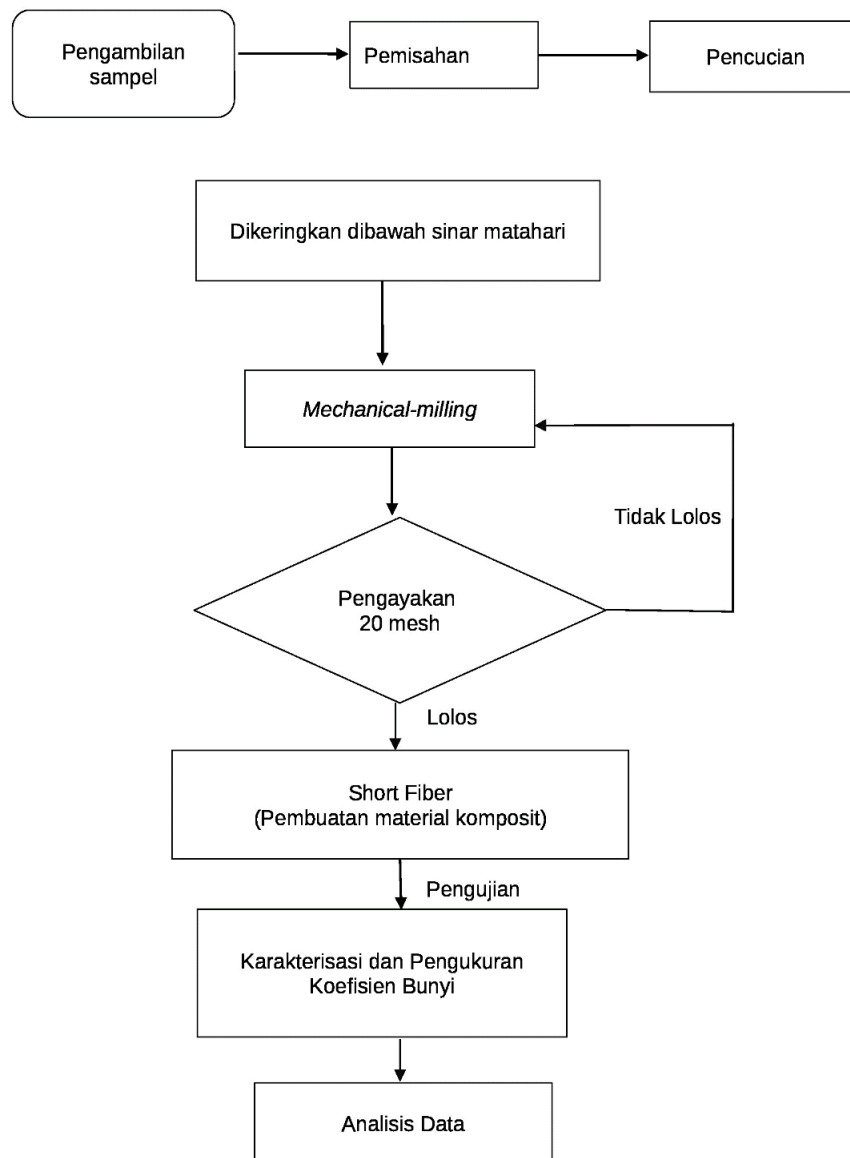 Pengambilan
sampel
Pemisahan
Pencucian
Dikeringkan dibawah sinar matahari
Mechanical-milling
Tidak Lolos
Pengayakan
20 mesh
Lolos
Short Fiber
(Pembuatan material komposit)
Pengujian
Karakterisasi dan Pengukuran
Koefisien Bunyi
Analisis Data